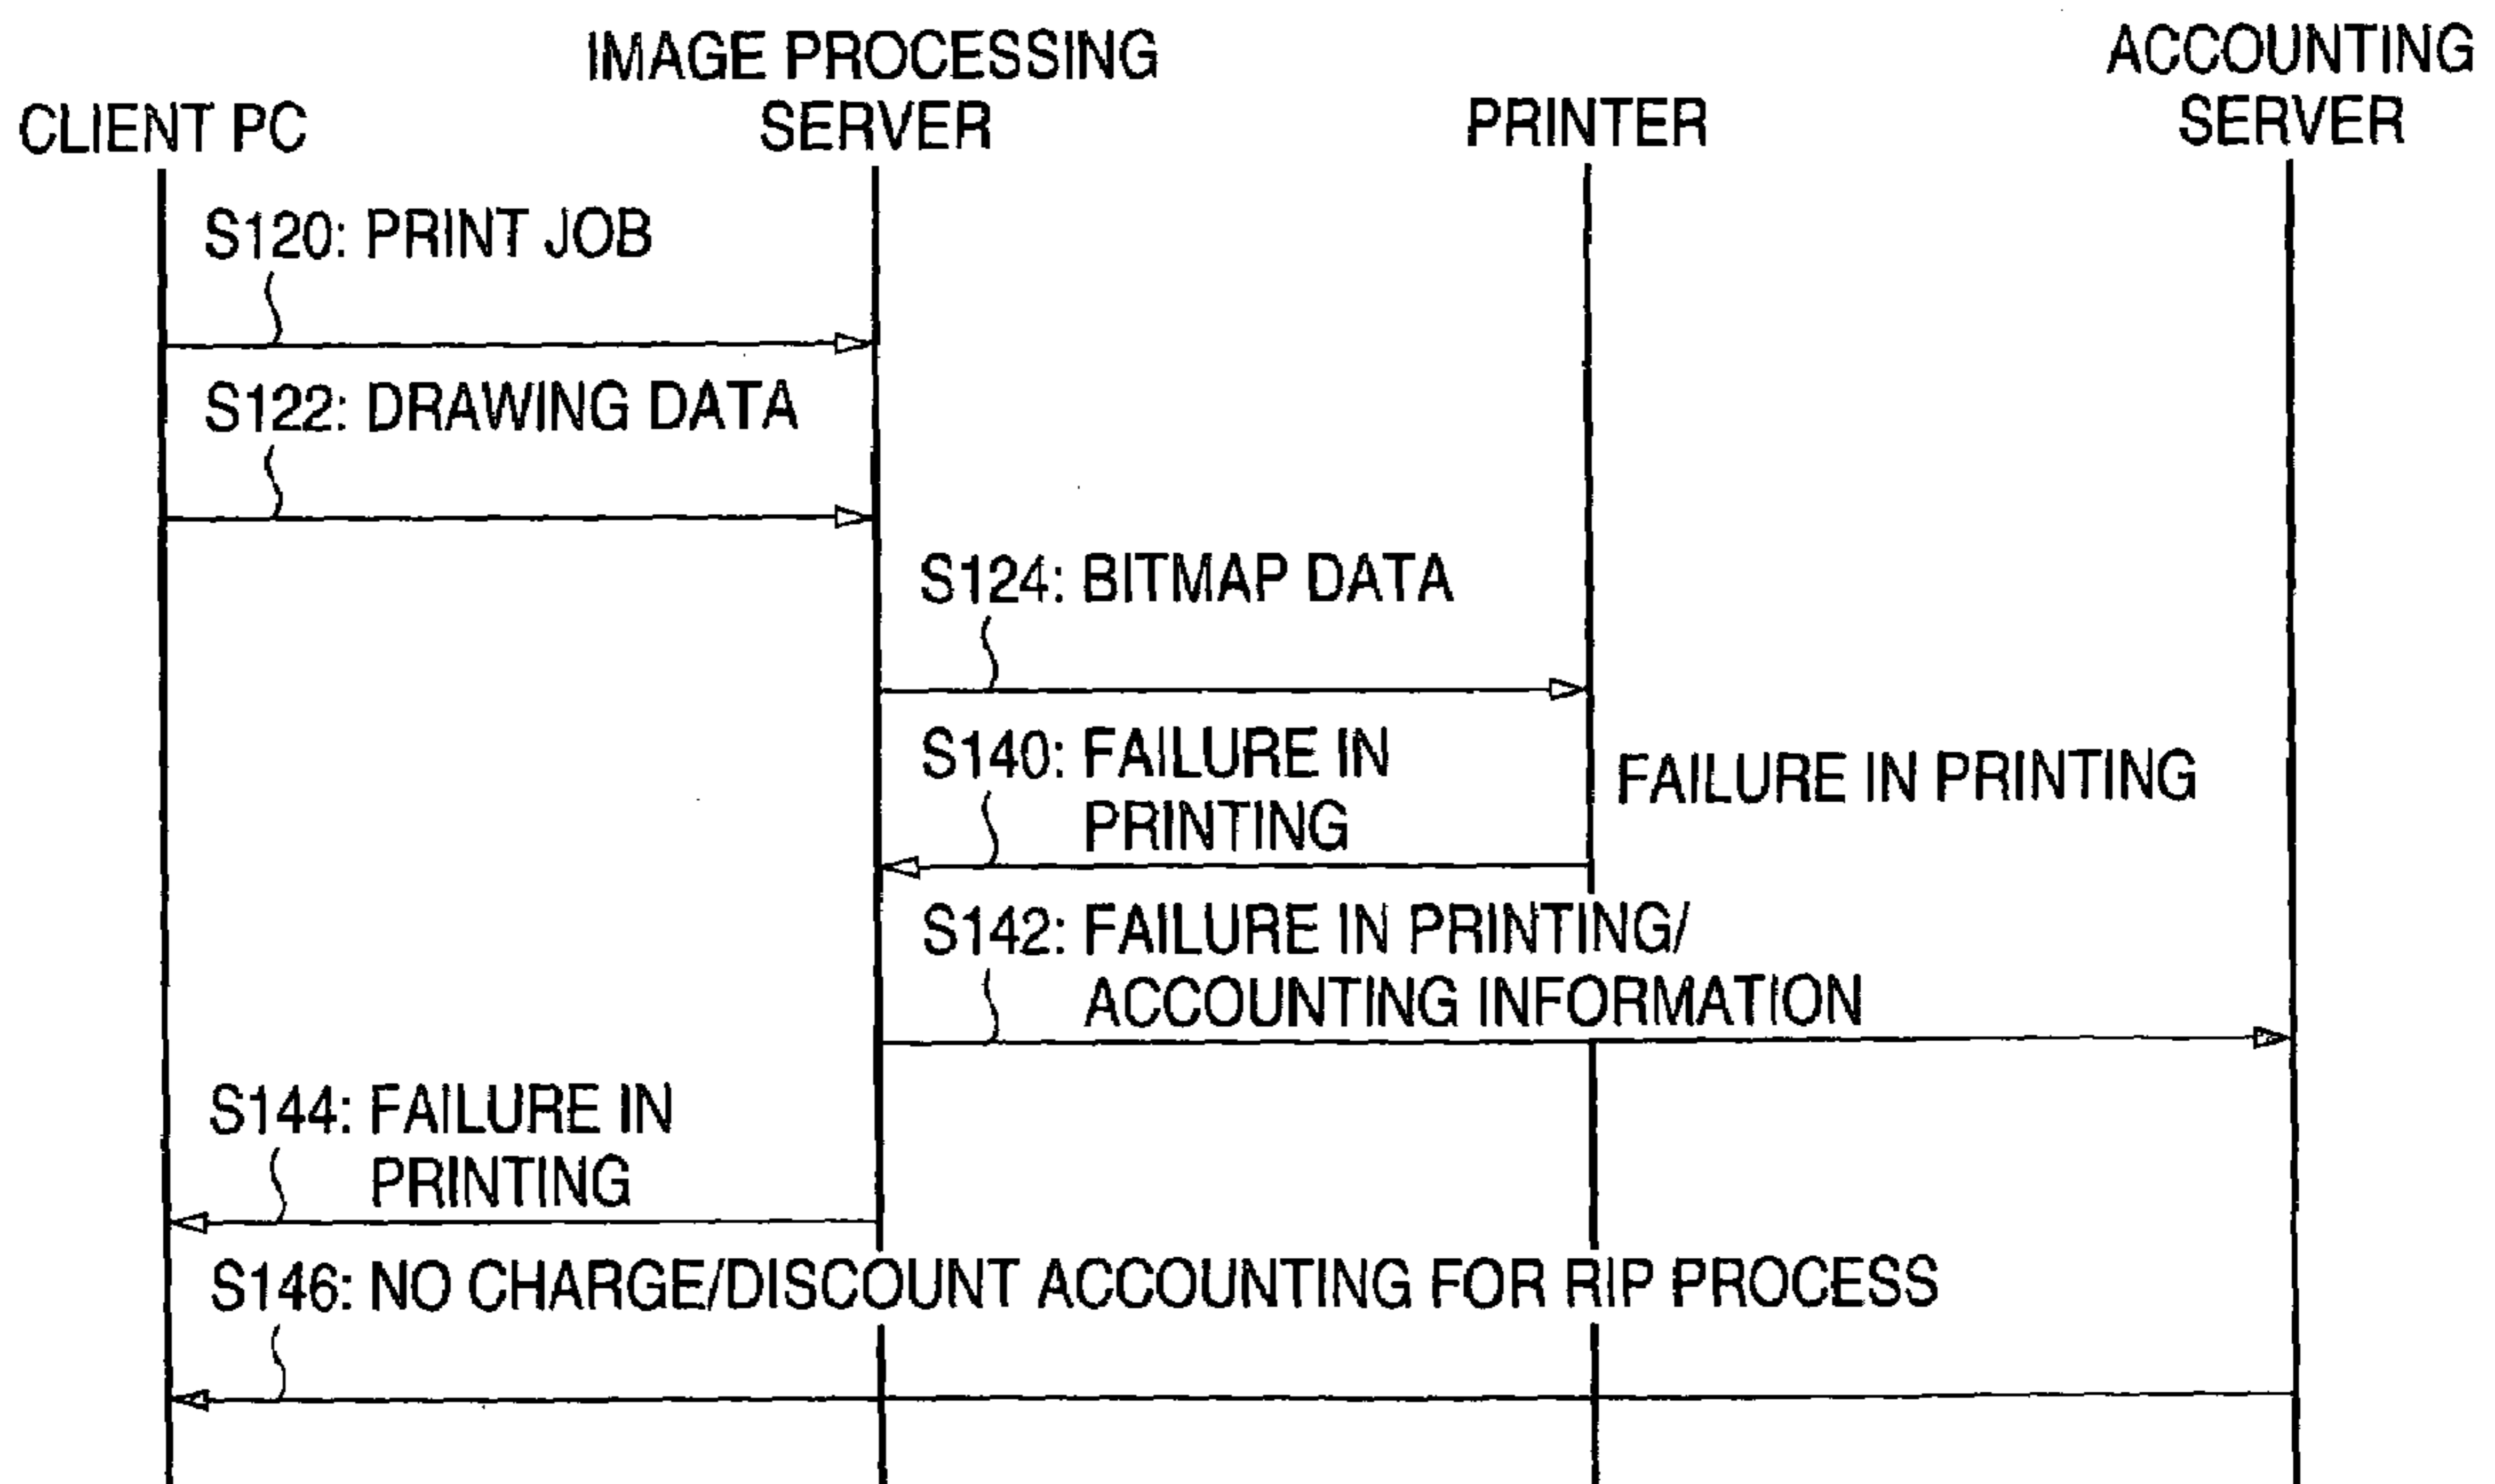 CLIENT PC
IMAGE PROCESSING
SERVER
PRINTER
ACCOUNTING
SERVER
S120: PRINT JOB
S122: DRAWING DATA
S124: BITMAP DATA
S140: FAILURE IN
PRINTING
FAILURE IN PRINTING
S142: FAILURE IN PRINTING/
ACCOUNTING INFORMATION
S144: FAILURE IN
PRINTING
S146: NO CHARGE/DISCOUNT ACCOUNTING FOR RIP PROCESS